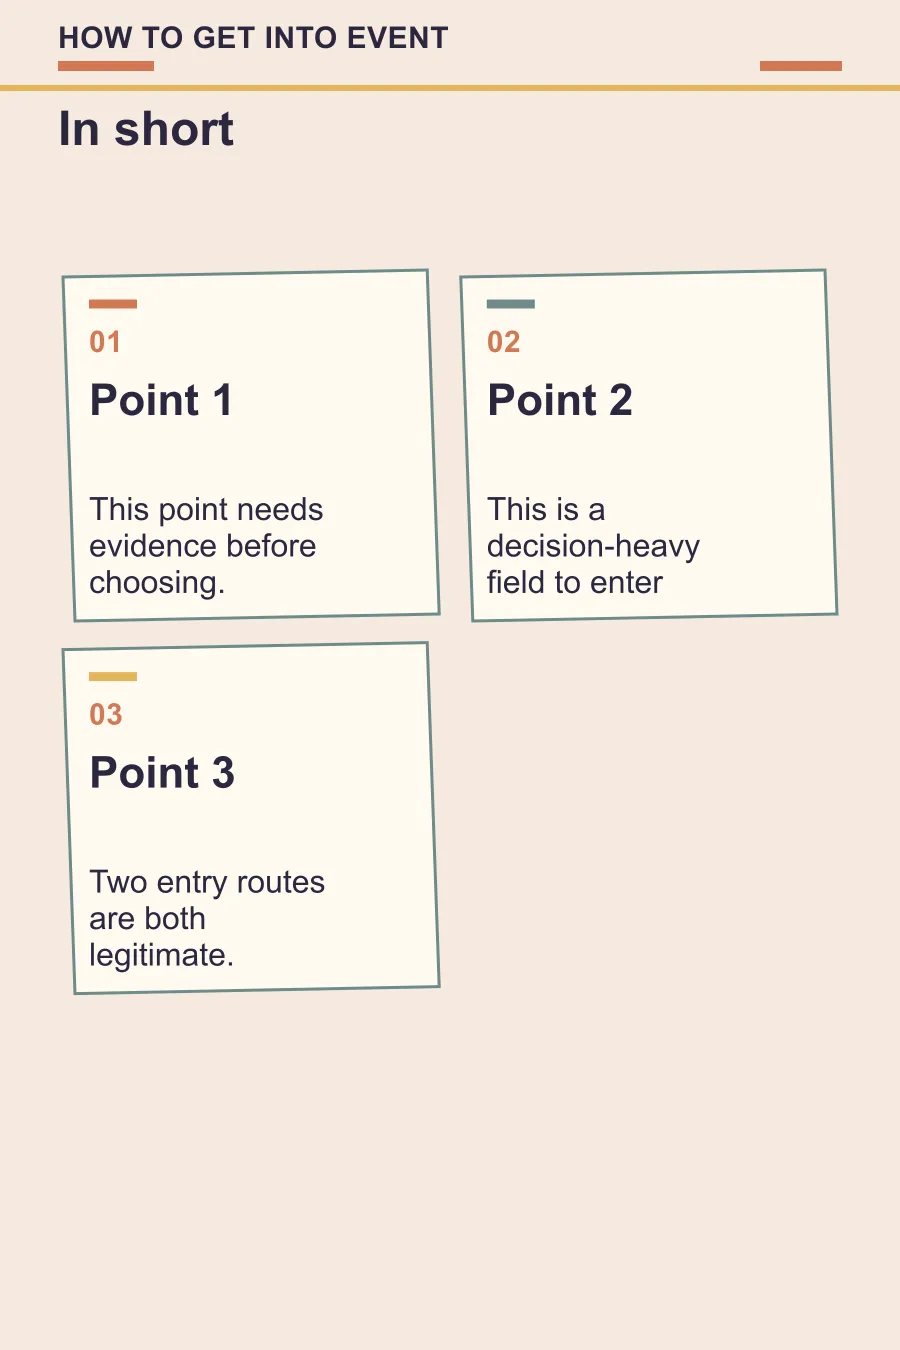 HOW TO GET INTO EVENT
In short
01
Point 1
This point needs
evidence before
choosing.
02
Point 2
This is a
decision-heavy
field to enter
03
Point 3
Two entry routes
are both
legitimate.